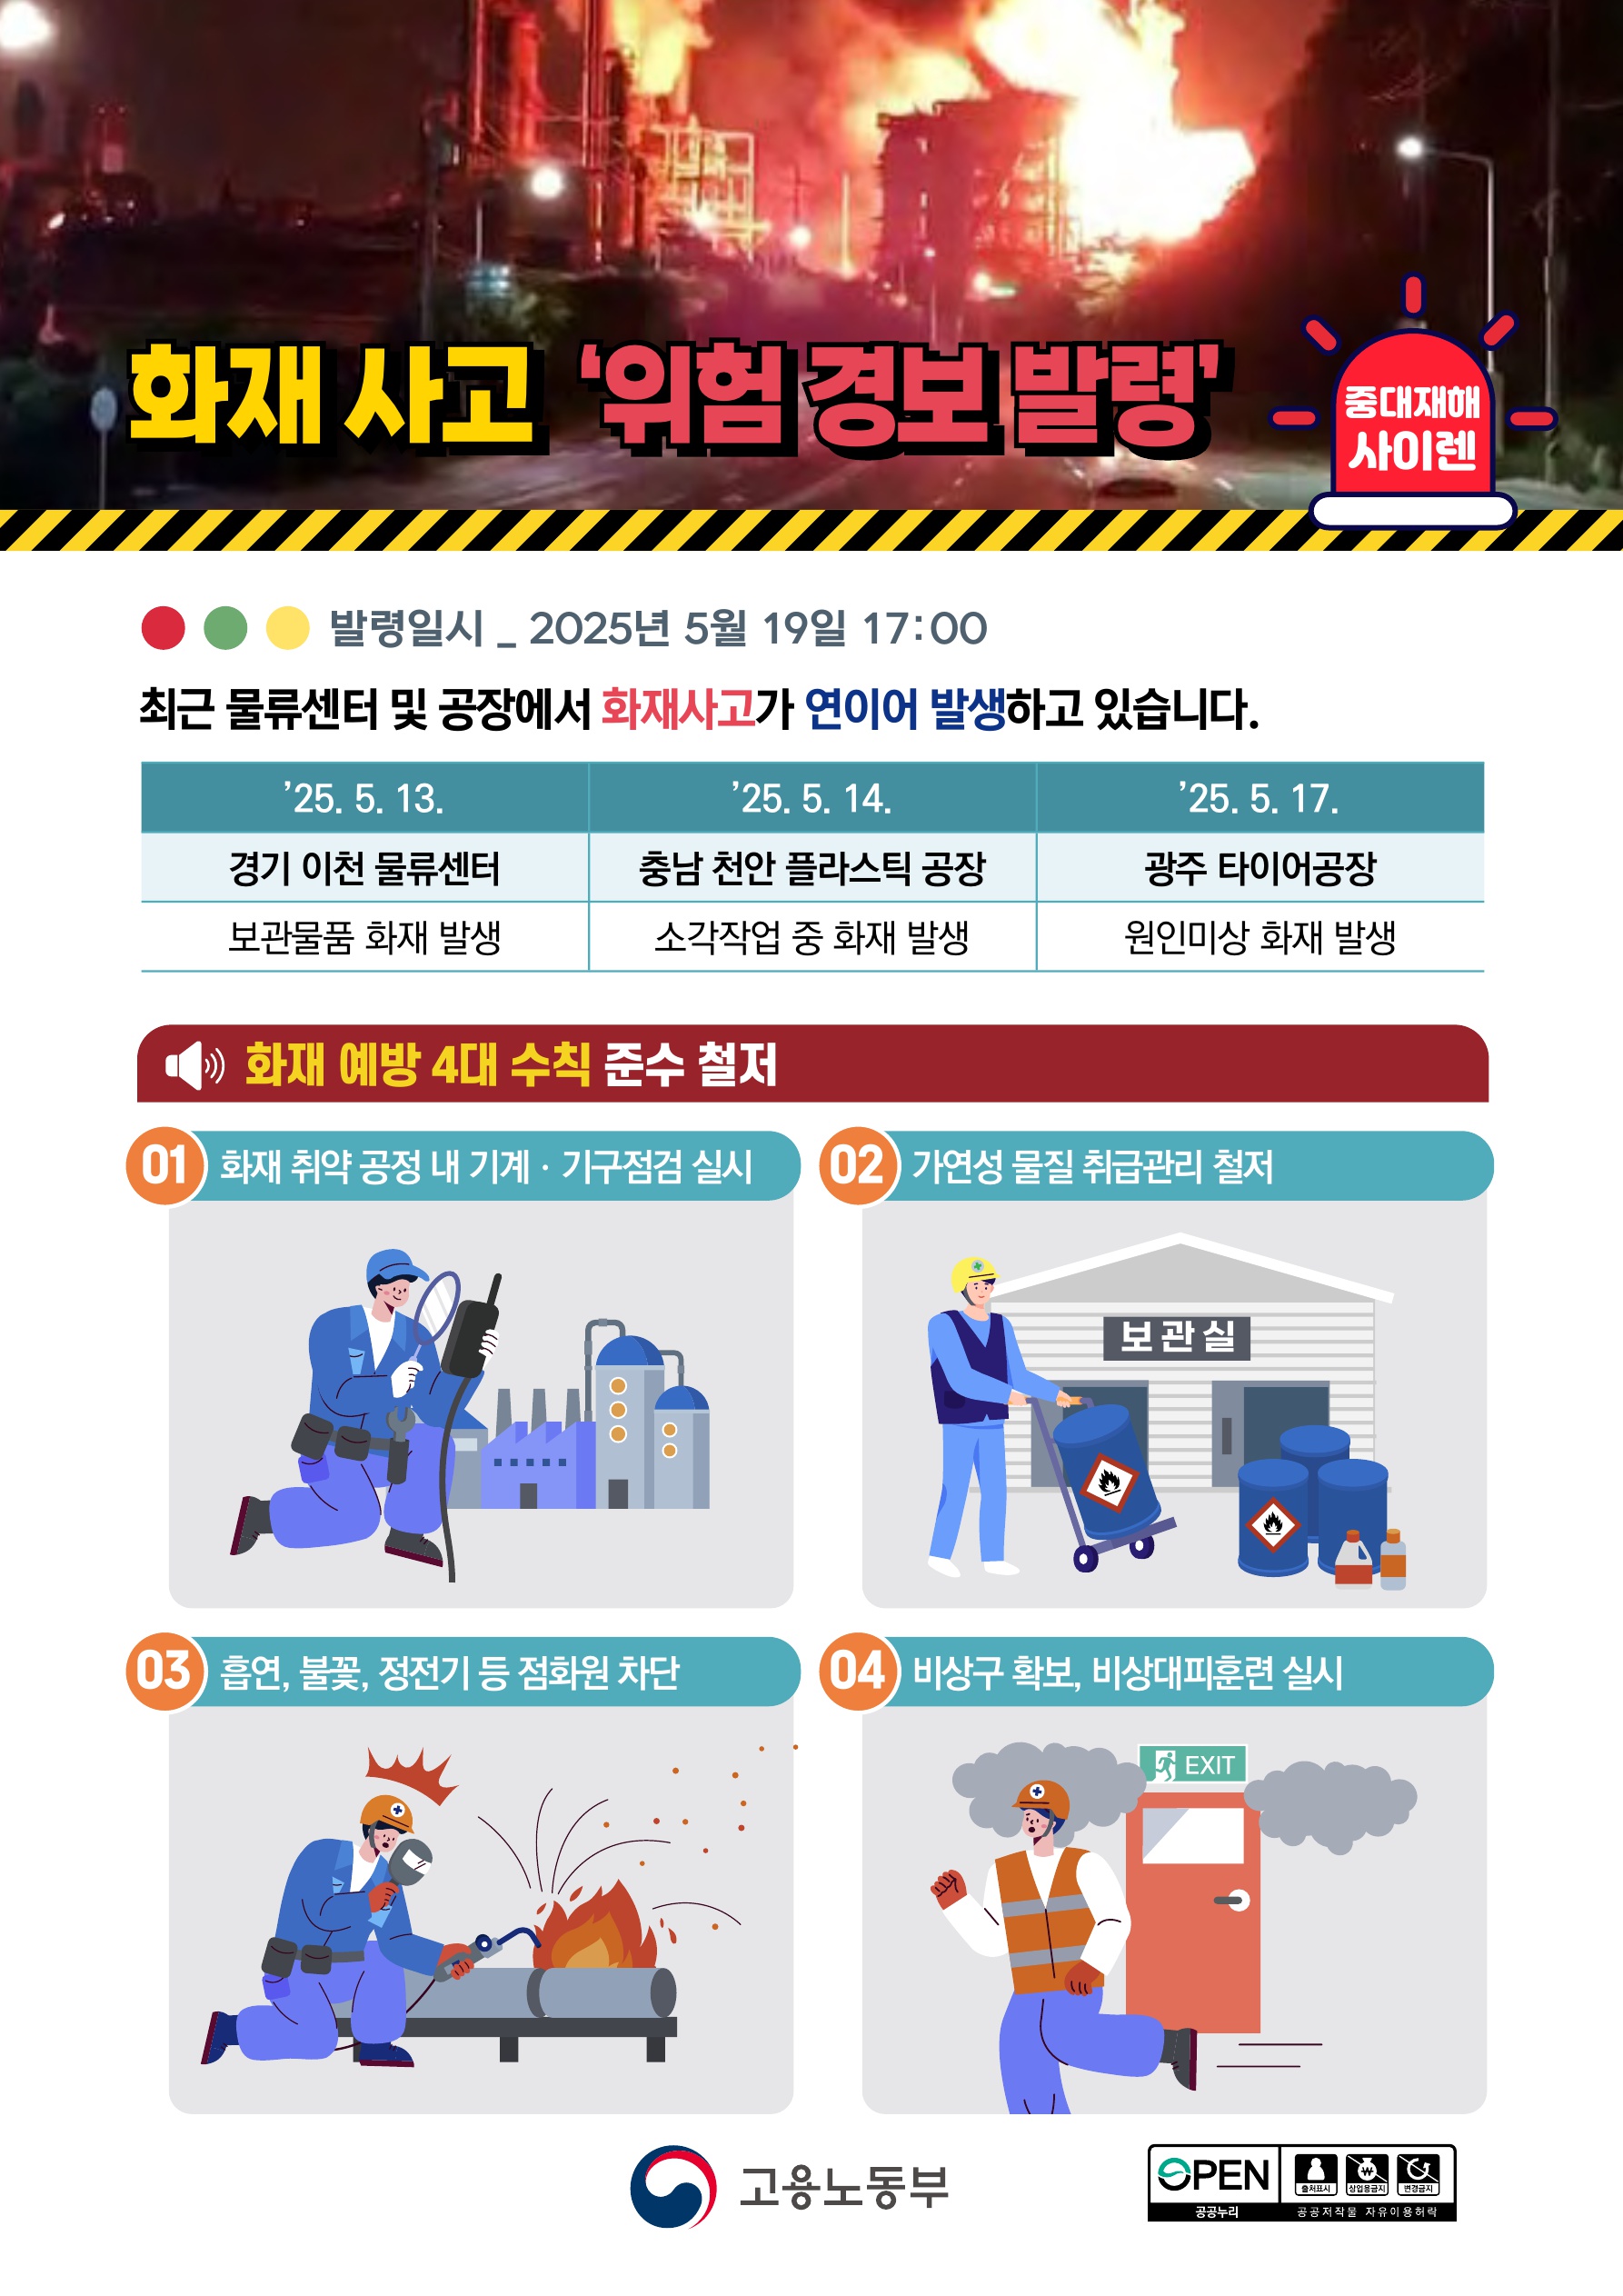 화재 사고 '위험 경보 발령'
중대재해
사이렌
발령일시 _ 2025년 5월 19일 17:00
최근 물류센터 및 공장에서 화재사고가 연이어 발생하고 있습니다.
'25. 5. 13.
'25. 5. 14.
'25. 5. 17.
경기 이천 물류센터
충남 천안 플라스틱 공장
광주 타이어공장
보관물품 화재 발생
소각작업 중 화재 발생
원인미상 화재 발생
화재 예방 4대 수칙 준수 철저
01 화재 취약 공정 내 기계 · 기구점검 실시
02 가연성 물질 취급관리 철저
보관실
03 흡연, 불꽃, 정전기 등 점화원 차단
04 비상구 확보, 비상대피훈련 실시
EXIT
고용노동부
OPEN
출처표시
상업용금지
변경금지
공공누리
공공저작물 자유이용허락